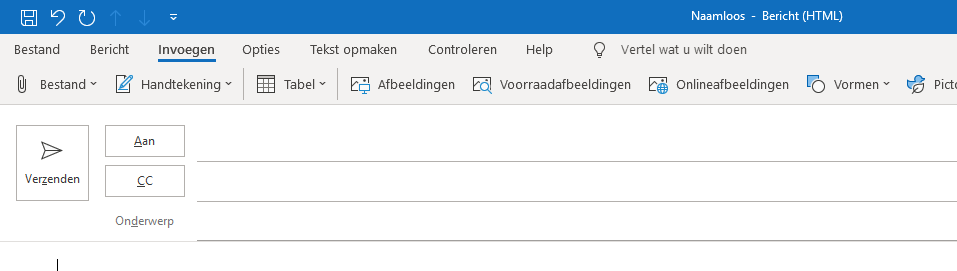 Naamloos - Bericht (HTML)
Bestand Bericht Invoegen Opties Tekst opmaken Controleren Help Vertel wat u wilt doen
Bestand Handtekening Tabel Afbeeldingen Voorraadafbeeldingen Onlineafbeeldingen Vormen Picto
Verzenden
Aan
CC
Onderwerp